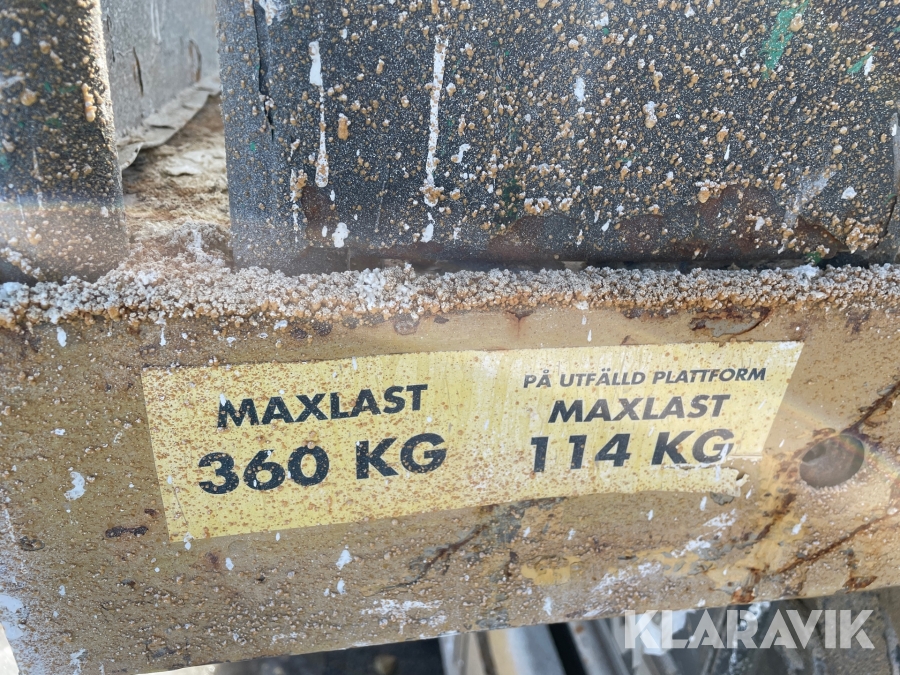 MAXLAST
360 KG
PÅ UTFÄLLD PLATTFORM
MAXLAST
114 KG
KLARAVIK